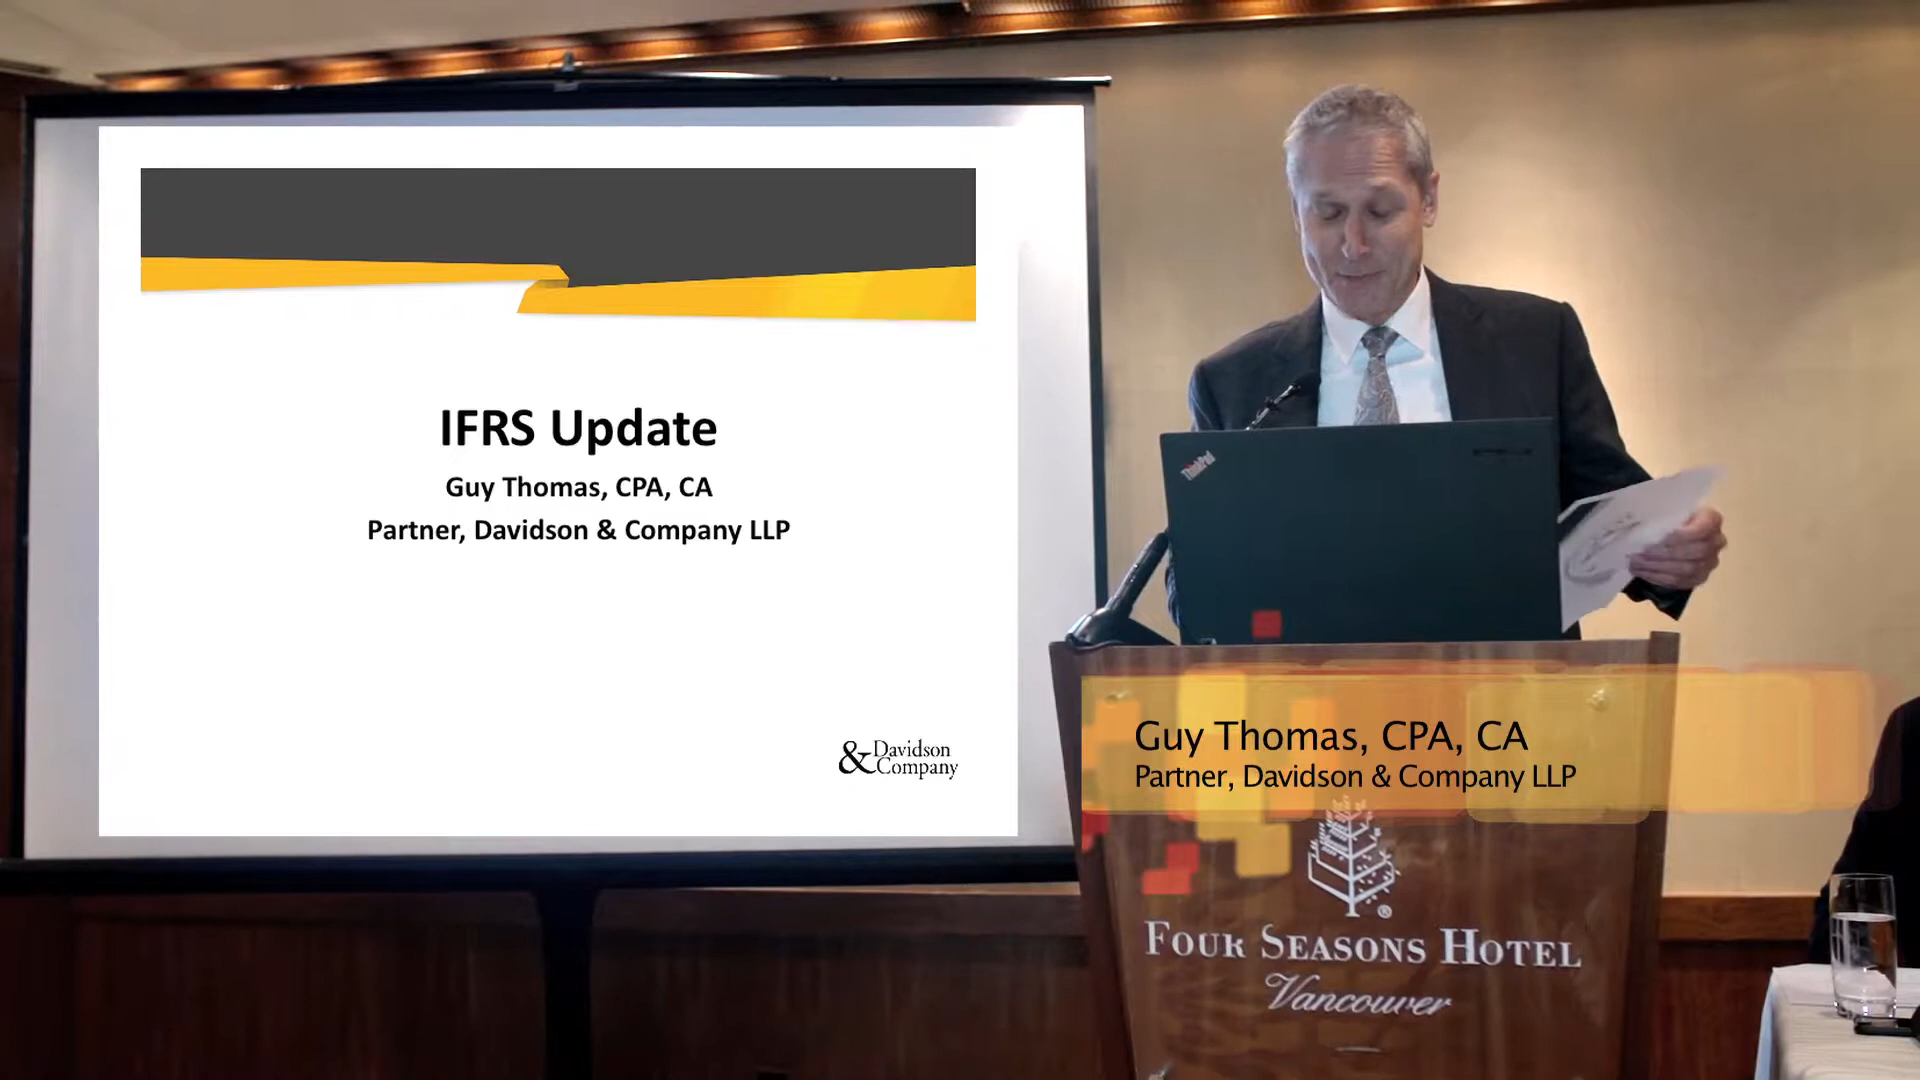 IFRS Update
Guy Thomas, CPA, CA
Partner, Davidson & Company LLP
& Davidson
Company
ThinkPad
Guy Thomas, CPA, CA
Partner, Davidson & Company LLP
®
FOUR SEASONS HOTEL
Vancouver